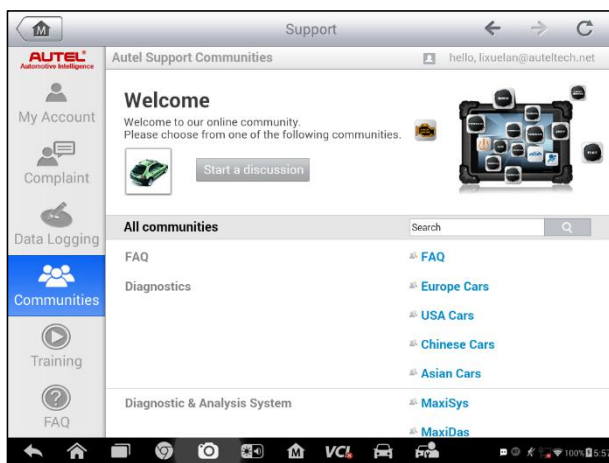 M
Support
AUTEL®
Automotive Intelligence
Autel Support Communities
hello, lixuelan@auteltech.net
My Account
Complaint
Data Logging
Communities
Training
FAQ
Welcome
Welcome to our online community.
Please choose from one of the following communities.
Start a discussion
All communities
Search
FAQ
FAQ
Diagnostics
Europe Cars
USA Cars
Chinese Cars
Asian Cars
Diagnostic & Analysis System
MaxiSys
MaxiDas
M
VCI
100%